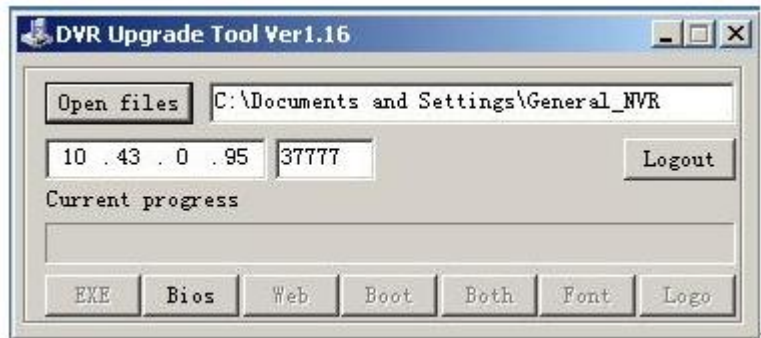 DVR Upgrade Tool Ver1.16
Open files C:\Documents and Settings\General_NVR
10 .43 . 0 .95 37777 Logout
Current progress
EXE Bios Web Boot Both Font Logo